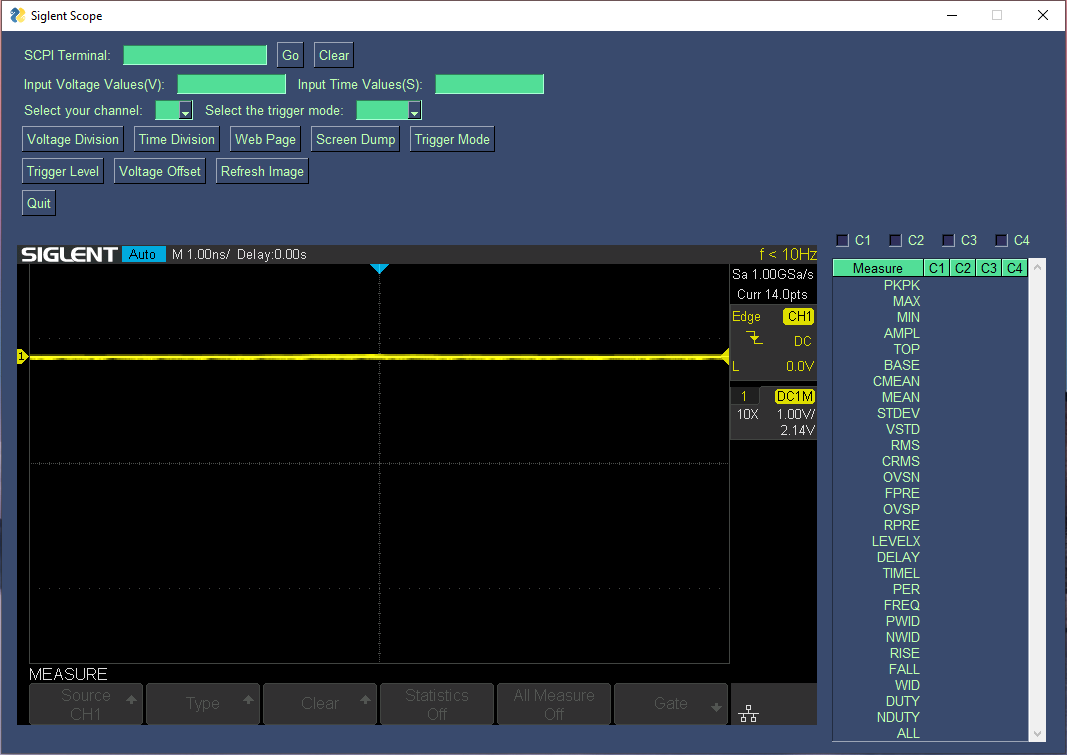 Siglent Scope
SCPI Terminal: Go Clear
Input Voltage Values(V): Input Time Values(S):
Select your channel: Select the trigger mode:
Voltage Division Time Division Web Page Screen Dump Trigger Mode
Trigger Level Voltage Offset Refresh Image
Quit
SIGLENT Auto M 1.00ns/ Delay:0.00s f < 10Hz
Sa 1.00GSa/s
Curr 14.0pts
Edge CH1
DC
L 0.0V
1 DC1M
10X 1.00V/
2.14V
1
MEASURE
Source
CH1
Type
Clear
Statistics
Off
All Measure
Off
Gate
C1 C2 C3 C4
Measure C1 C2 C3 C4
PKPK
MAX
MIN
AMPL
TOP
BASE
CMEAN
MEAN
STDEV
VSTD
RMS
CRMS
OVSN
FPRE
OVSP
RPRE
LEVELX
DELAY
TIMEL
PER
FREQ
PWID
NWID
RISE
FALL
WID
DUTY
NDUTY
ALL